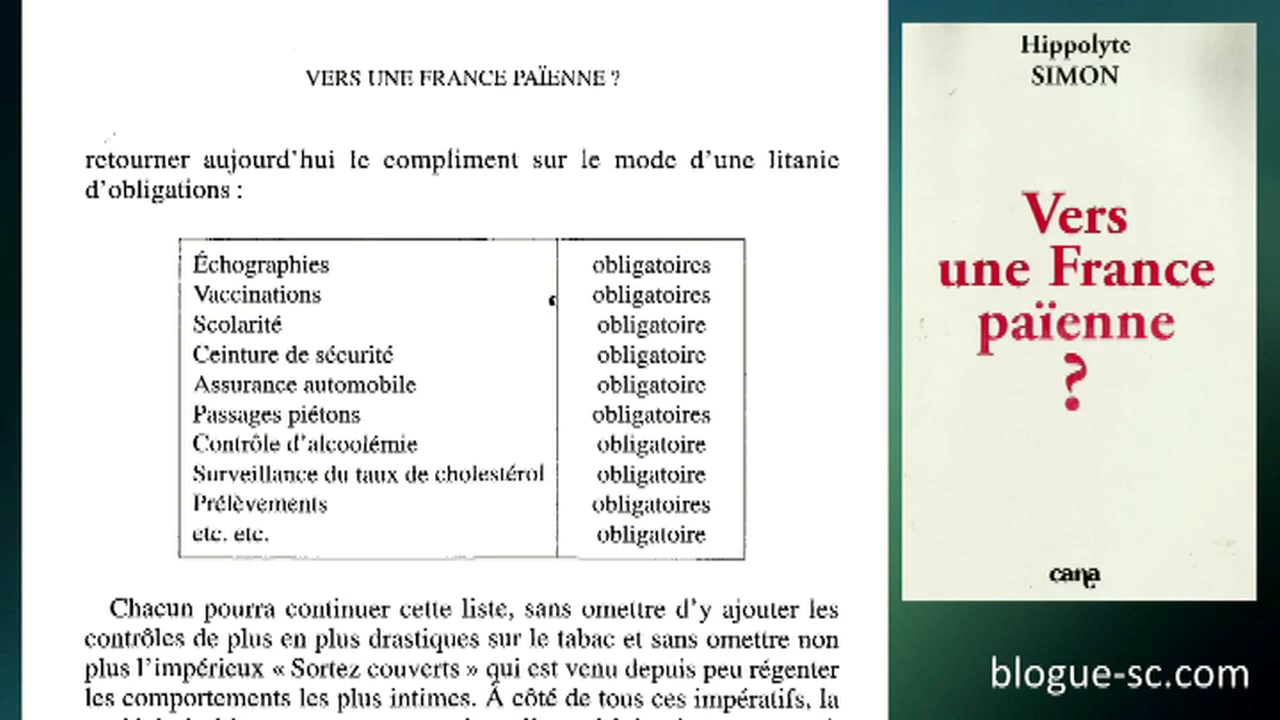 VERS UNE FRANCE PAÏENNE ?
retourner aujourd'hui le compliment sur le mode d'une litanie
d'obligations :
Échographies obligatoires
Vaccinations obligatoires
Scolarité obligatoire
Ceinture de sécurité obligatoire
Assurance automobile obligatoire
Passages piétons obligatoires
Contrôle d'alcoolémie obligatoire
Surveillance du taux de cholestérol obligatoire
Prélèvements obligatoires
etc. etc. obligatoire
Chacun pourra continuer cette liste, sans omettre d'y ajouter les
contrôles de plus en plus drastiques sur le tabac et sans omettre non
plus l'impérieux « Sortez couverts » qui est venu depuis peu régenter
les comportements les plus intimes. À côté de tous ces impératifs, la
Hippolyte
SIMON
Vers
une France
païenne
?
cana
blogue-sc.com